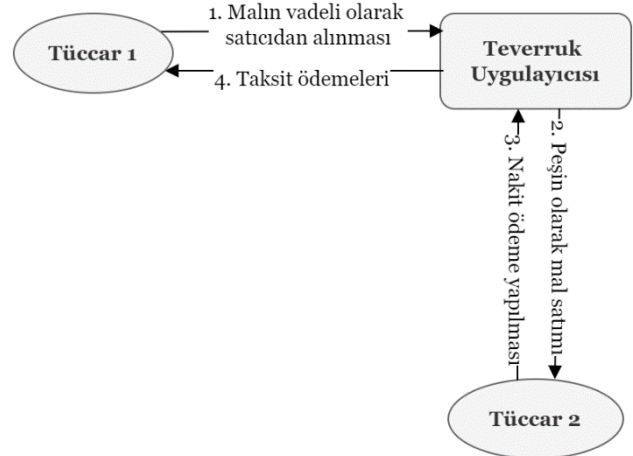 1. Malın vadeli olarak
satıcıdan alınması
Tüccar 1
Teverruk
Uygulayıcısı
4. Taksit ödemeleri
2. Peşin olarak mal satımı
3. Nakit ödeme yapılması
Tüccar 2